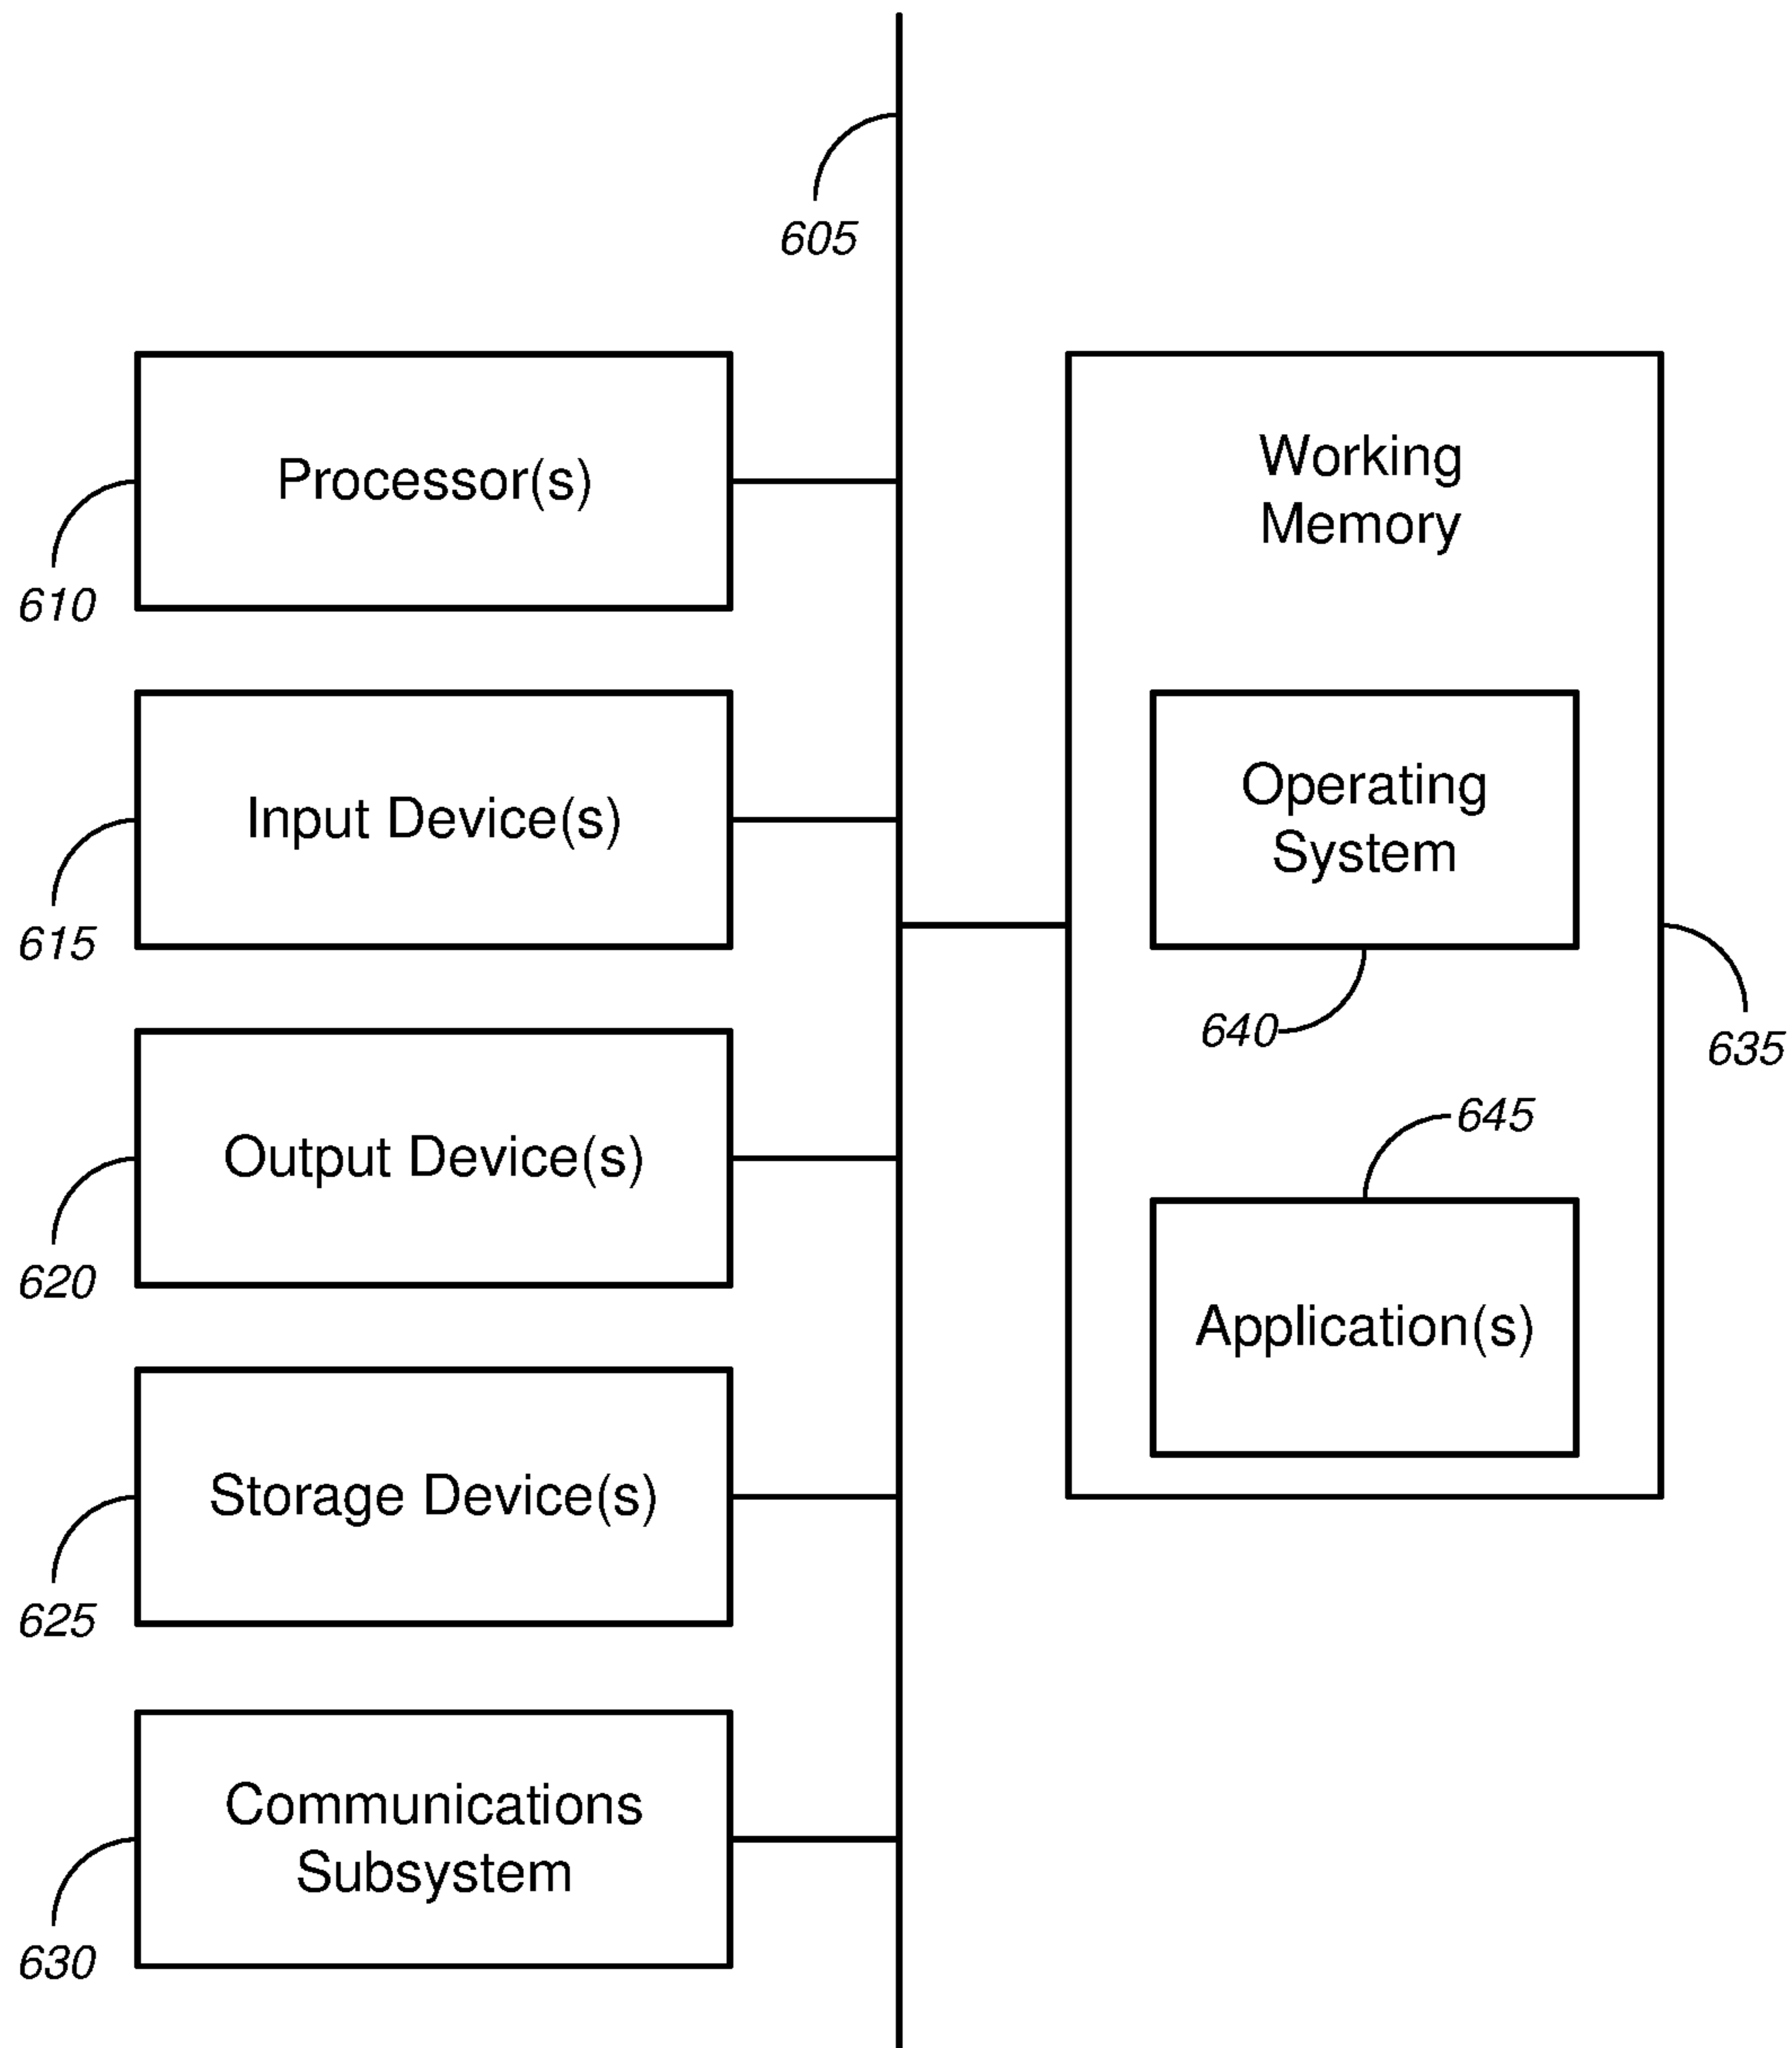 605
Processor(s)
610
Input Device(s)
615
Output Device(s)
620
Storage Device(s)
625
Communications
Subsystem
630
Working
Memory
Operating
System
640
635
645
Application(s)